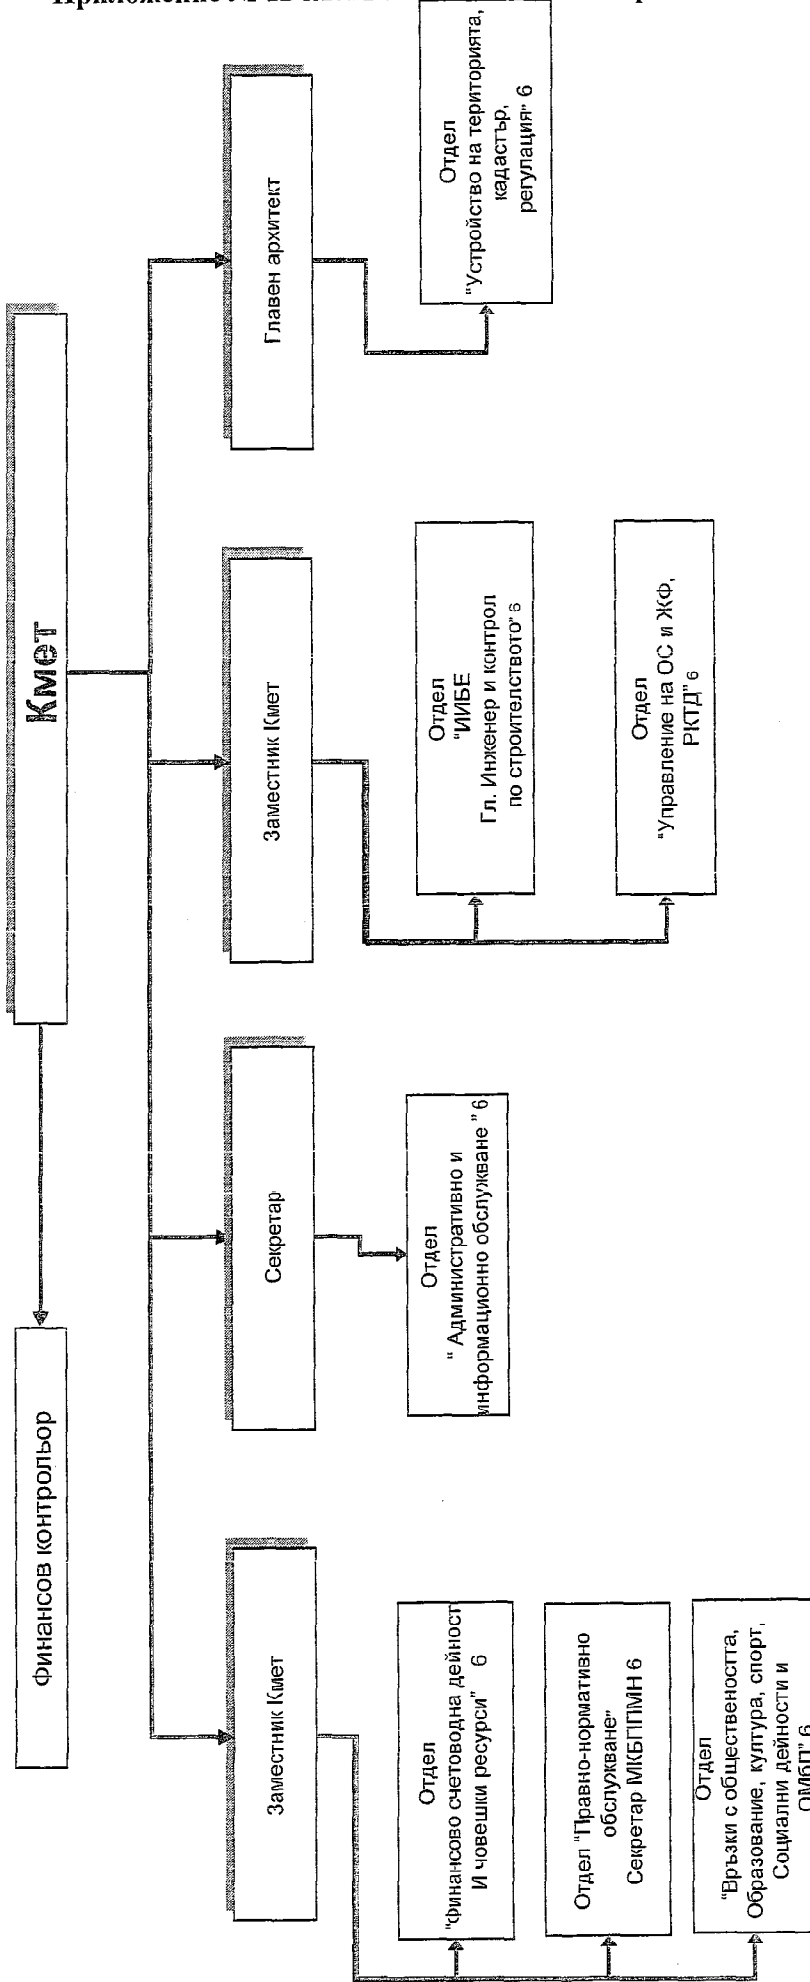 Кмет
финансов контрольор
Заместник Кмет
Секретар
Заместник Кмет
Главен архитект
Отдел
"финансово счетоводна дейност
И човешки ресурси" 6
Отдел "Правно-нормативно
обслужване"
Секретар МКБППМН 6
Отдел
"Връзки с обществеността,
Образование, култура, спорт,
Социални дейности и
ОМбП" 6
Отдел
" Административно и
информационно обслужване " 6
Отдел
"ИИБЕ
Гл. Инженер и контрол
по строителството" 6
Отдел
"Управление на ОС и ЖФ,
РКТД" 6
Отдел
"Устройство на територията,
кадастър,
регулация" 6